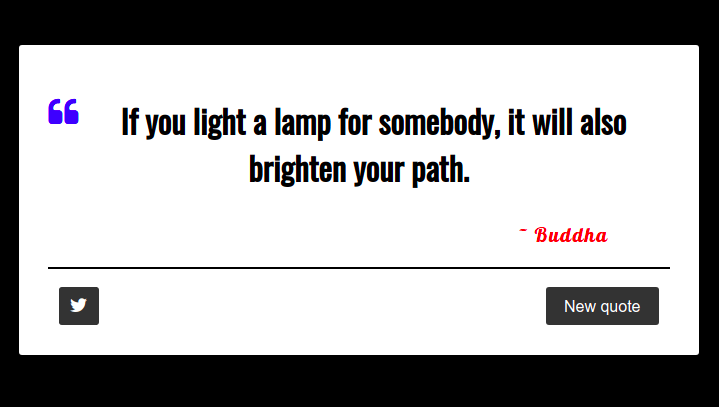 If you light a lamp for somebody, it will also
brighten your path.
~ Buddha
New quote